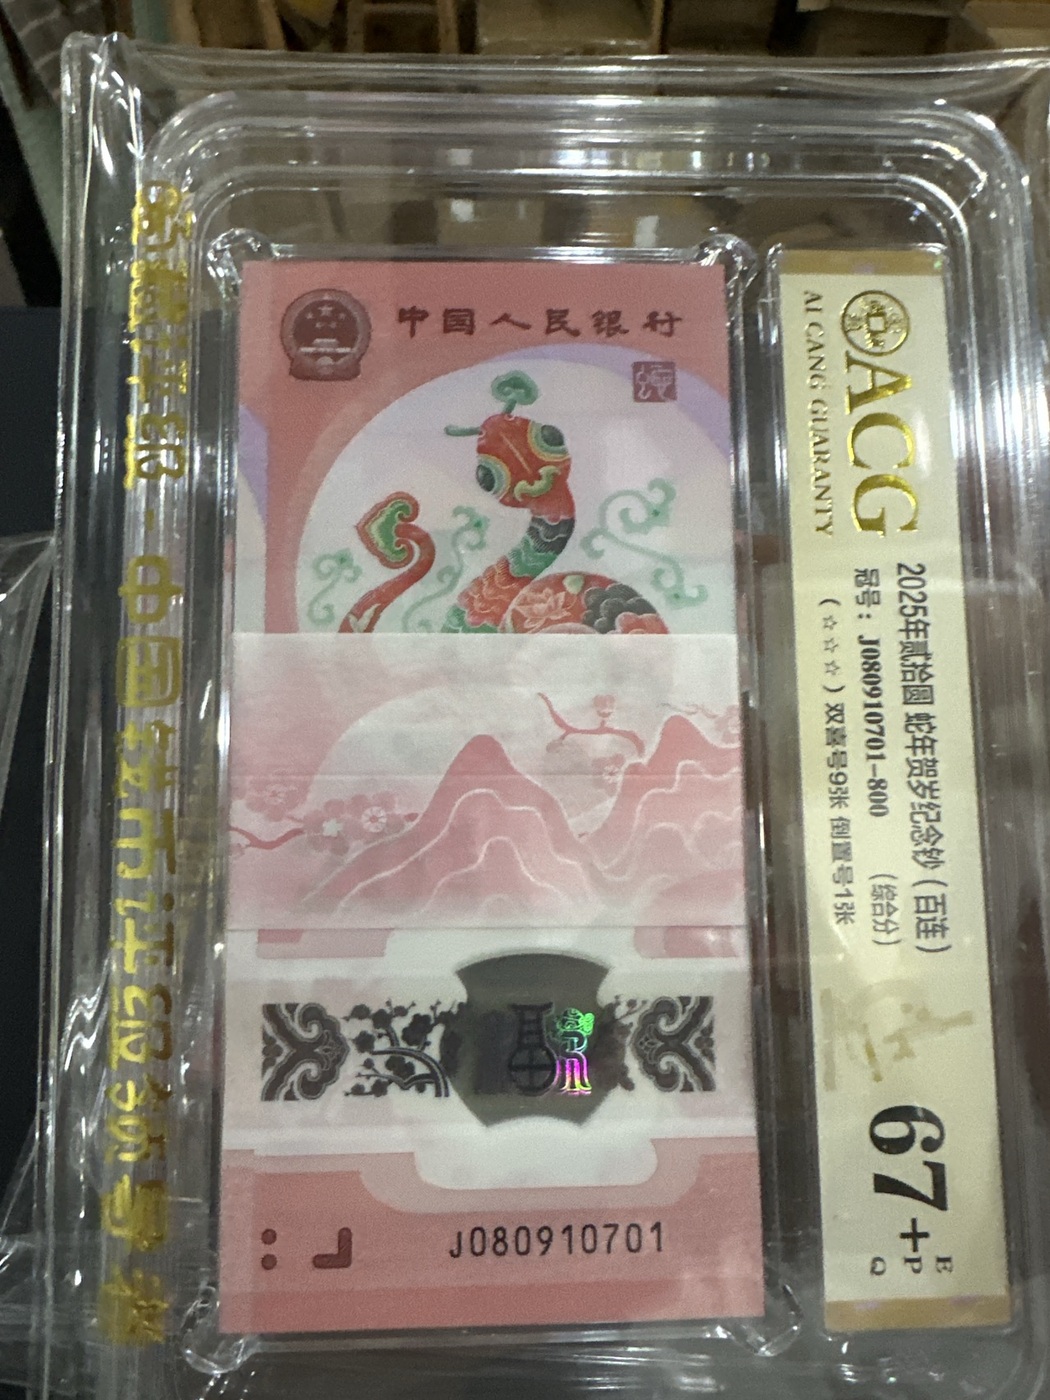 中国人民银行
J080910701
ACG
AI CANG GUARANTY
2025年贰拾圆 蛇年贺岁纪念钞（百连）
冠号：J080910701-800 （综合分）
（☆☆☆）双喜号9张 倒置号1张
67+
E
P
Q